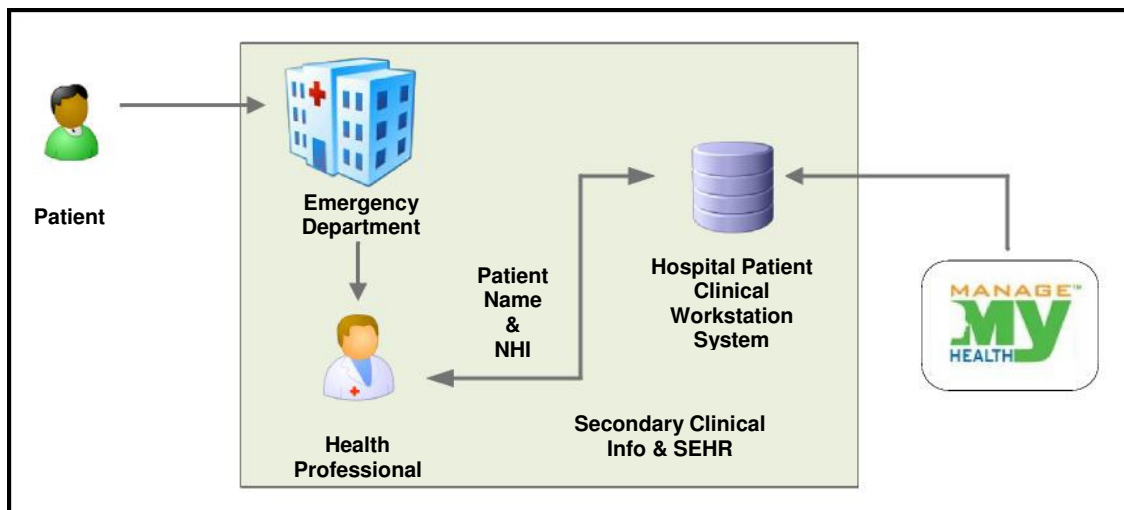 Patient
Emergency
Department
Patient
Name
&
NHI
Hospital Patient
Clinical
Workstation
System
MANAGE™
MY
HEALTH
Health
Professional
Secondary Clinical
Info & SEHR